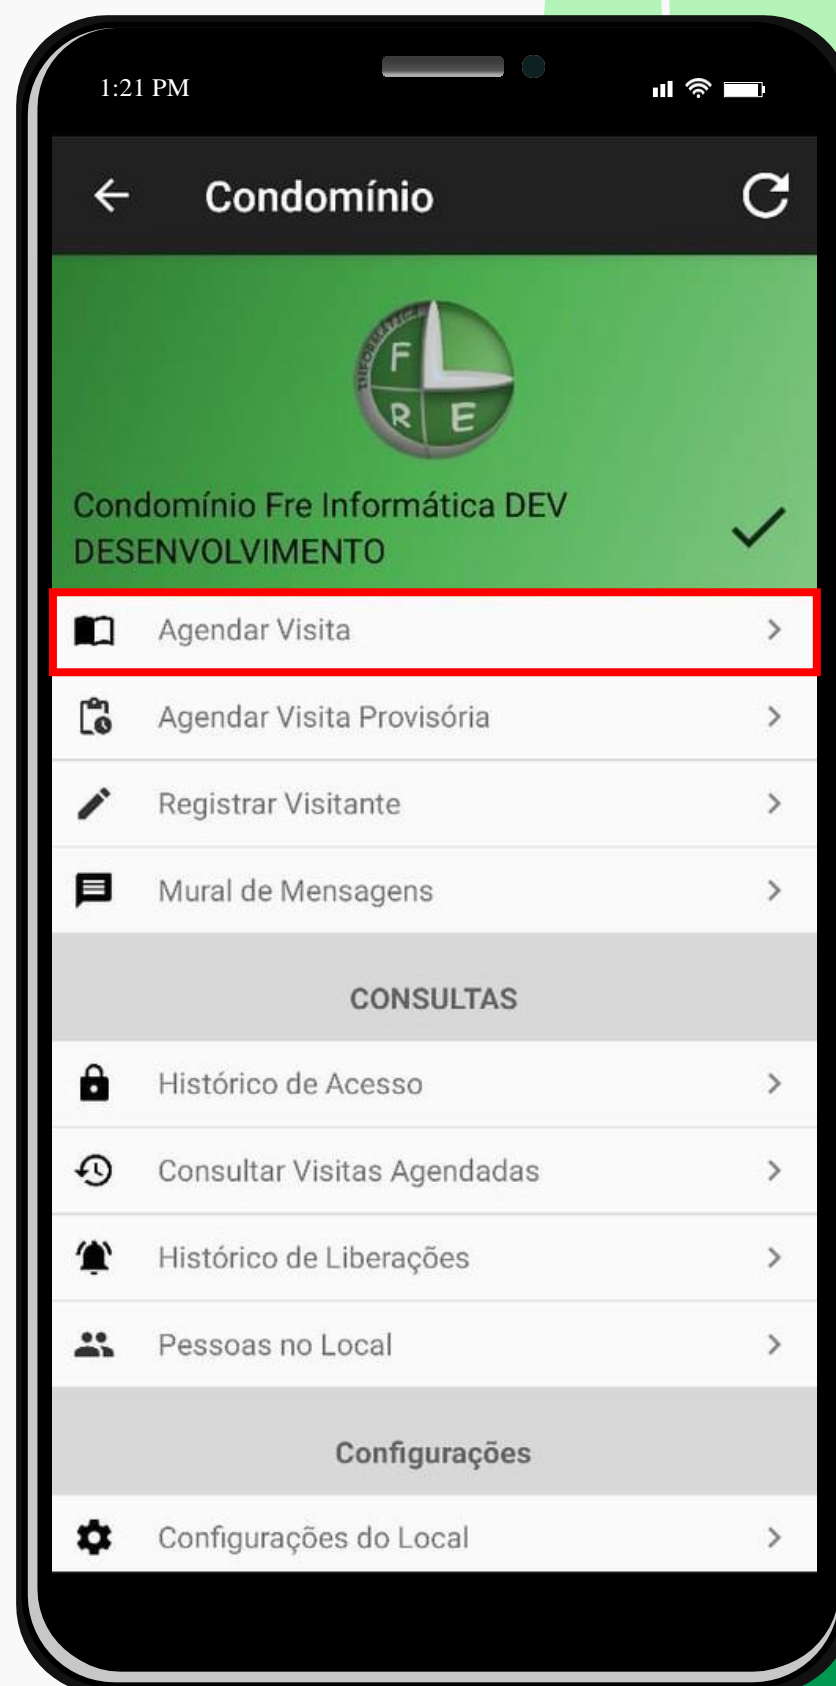 1:21 PM
Condomínio
INFORMÁTICA
F
R E
Condomínio Fre Informática DEV
DESENVOLVIMENTO
Agendar Visita
Agendar Visita Provisória
Registrar Visitante
Mural de Mensagens
CONSULTAS
Histórico de Acesso
Consultar Visitas Agendadas
Histórico de Liberações
Pessoas no Local
Configurações
Configurações do Local